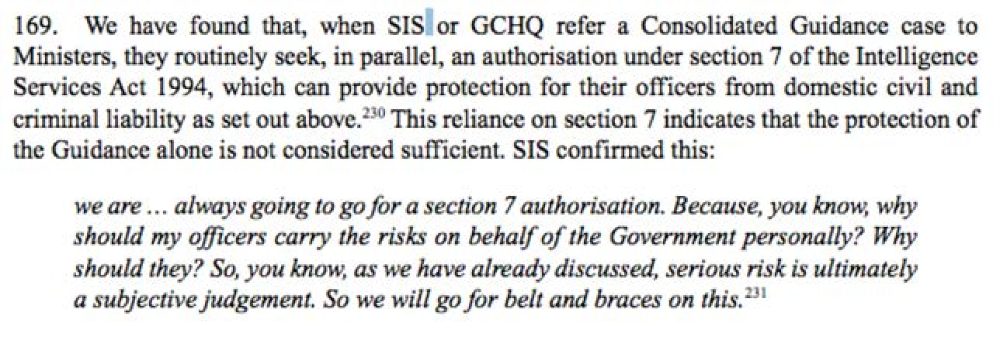 169. We have found that, when SIS or GCHQ refer a Consolidated Guidance case to
Ministers, they routinely seek, in parallel, an authorisation under section 7 of the Intelligence
Services Act 1994, which can provide protection for their officers from domestic civil and
criminal liability as set out above.²³⁰ This reliance on section 7 indicates that the protection of
the Guidance alone is not considered sufficient. SIS confirmed this:
we are ... always going to go for a section 7 authorisation. Because, you know, why
should my officers carry the risks on behalf of the Government personally? Why
should they? So, you know, as we have already discussed, serious risk is ultimately
a subjective judgement. So we will go for belt and braces on this.²³¹